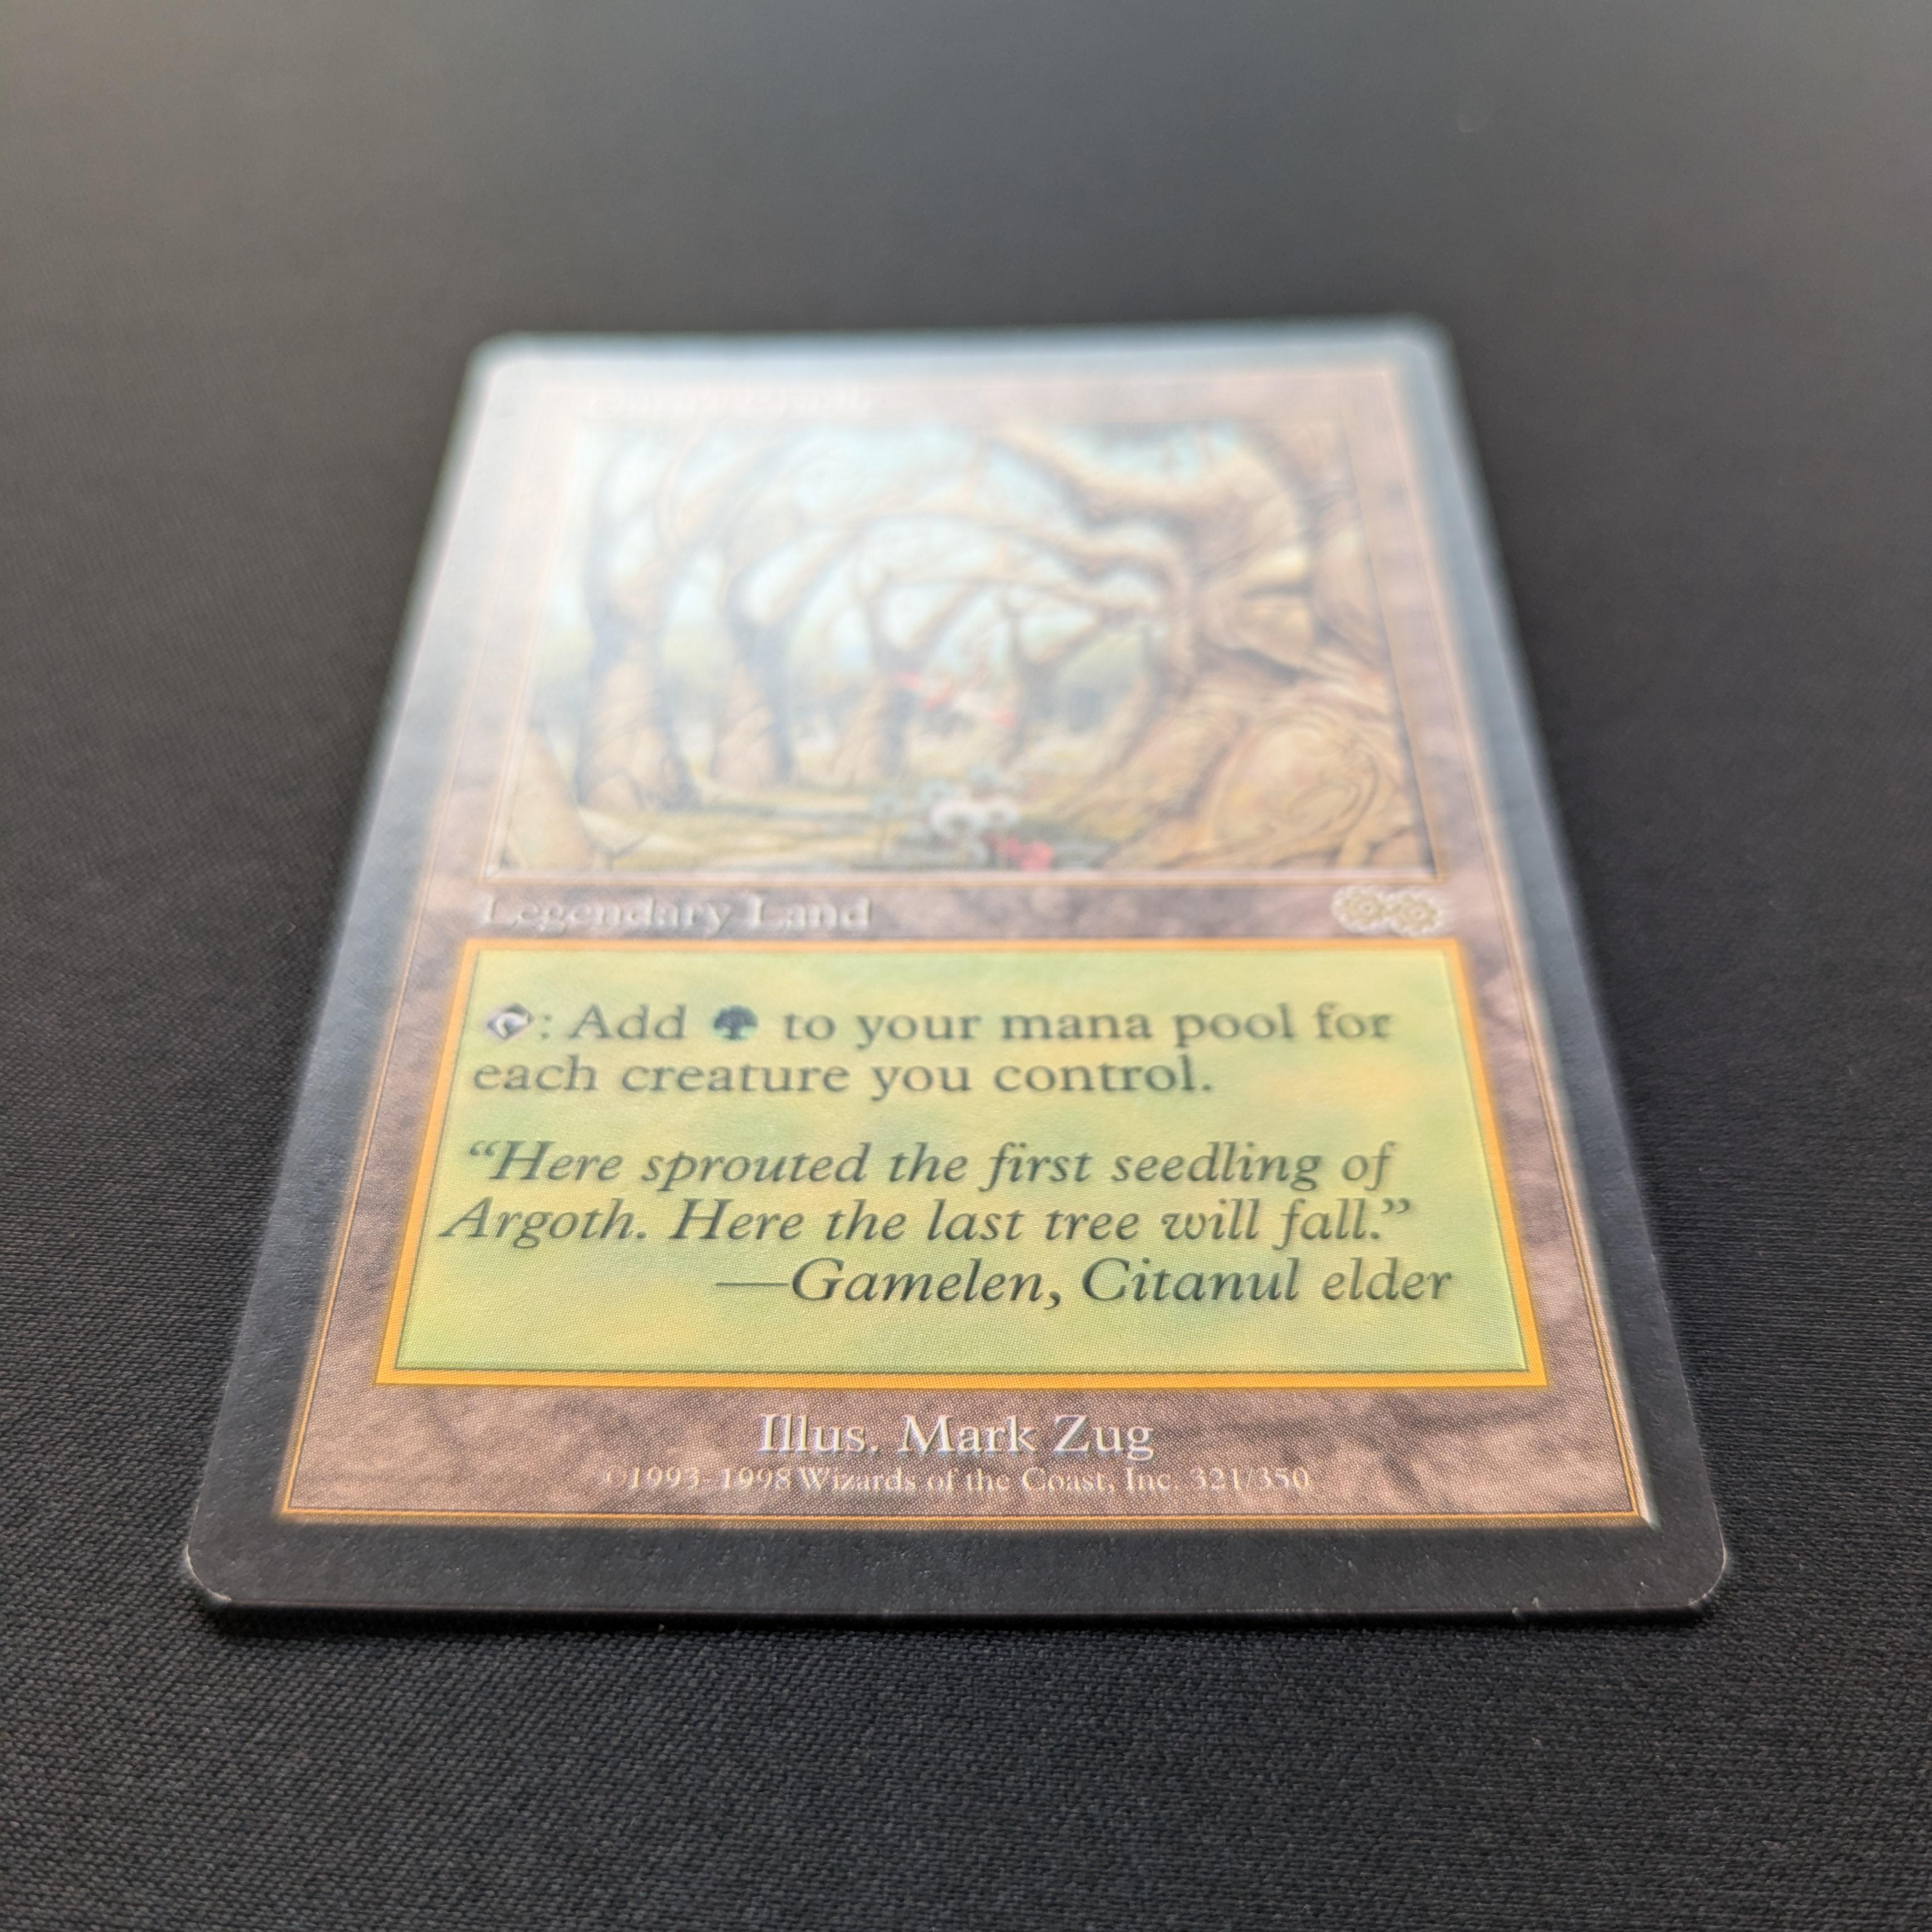 Legendary Land
: Add to your mana pool for
each creature you control.
“Here sprouted the first seedling of
Argoth. Here the last tree will fall.”
—Gamelen, Citanul elder
Illus. Mark Zug
©1993-1998 Wizards of the Coast, Inc. 321/350